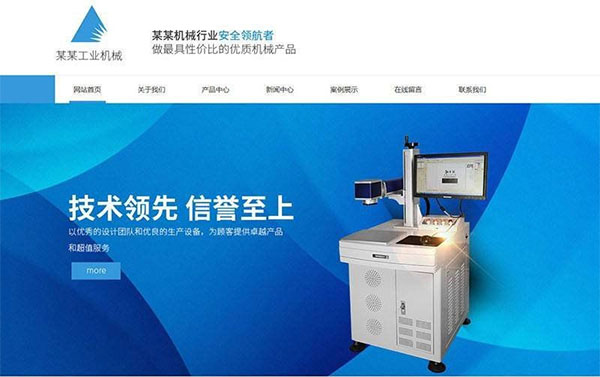 某某工业机械
某某机械行业安全领航者
做最具性价比的优质机械产品
网站首页 关于我们 产品中心 新闻中心 案例展示 在线留言 联系我们
技术领先 信誉至上
以优秀的设计团队和优良的生产设备，为顾客提供卓越产品
和超值服务
more